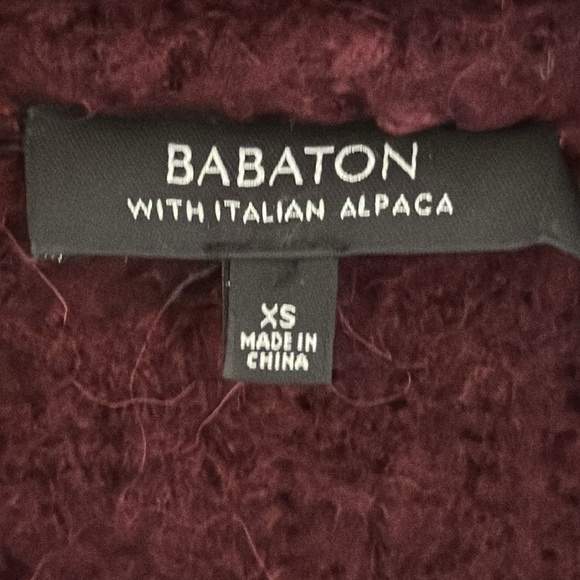 BABATON
WITH ITALIAN ALPACA
XS
MADE IN
CHINA